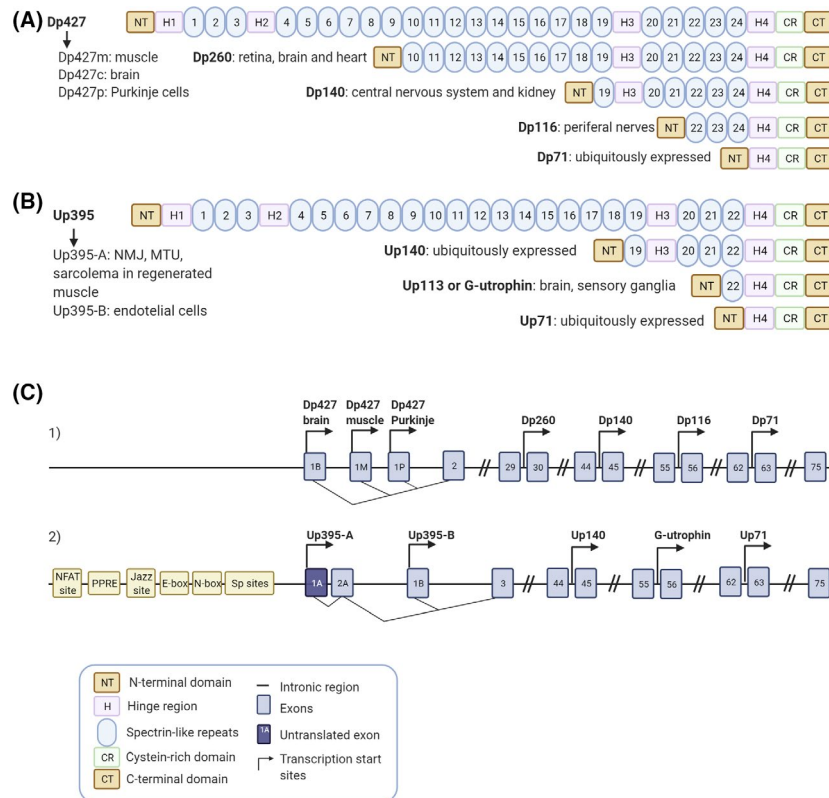 (A)
Dp427
NT H1 1 2 3 H2 4 5 6 7 8 9 10 11 12 13 14 15 16 17 18 19 H3 20 21 22 23 24 H4 CR CT
Dp427m: muscle
Dp427c: brain
Dp427p: Purkinje cells
Dp260: retina, brain and heart NT 10 11 12 13 14 15 16 17 18 19 H3 20 21 22 23 24 H4 CR CT
Dp140: central nervous system and kidney NT 19 H3 20 21 22 23 24 H4 CR CT
Dp116: periferal nerves NT 22 23 24 H4 CR CT
Dp71: ubiquitously expressed NT H4 CR CT
(B)
Up395 NT H1 1 2 3 H2 4 5 6 7 8 9 10 11 12 13 14 15 16 17 18 19 H3 20 21 22 H4 CR CT
Up395-A: NMJ, MTU,
sarcolema in regenerated
muscle
Up395-B: endotelial cells
Up140: ubiquitously expressed NT 19 H3 20 21 22 H4 CR CT
Up113 or G-utrophin: brain, sensory ganglia NT 22 H4 CR CT
Up71: ubiquitously expressed NT H4 CR CT
(C)
1)
Dp427
brain
Dp427
muscle
Dp427
Purkinje
Dp260 Dp140 Dp116 Dp71
1B 1M 1P 2 // 29 30 // 44 45 // 55 56 // 62 63 // 75
2)
Up395-A Up395-B Up140 G-utrophin Up71
NFAT
site
PPRE
Jazz
site
E-box N-box Sp sites 1A 2A 1B 3 // 44 45 // 55 56 // 62 63 // 75
NT N-terminal domain
H Hinge region
Spectrin-like repeats
CR Cystein-rich domain
CT C-terminal domain
Intronic region
Exons
1A Untranslated exon
Transcription start
sites